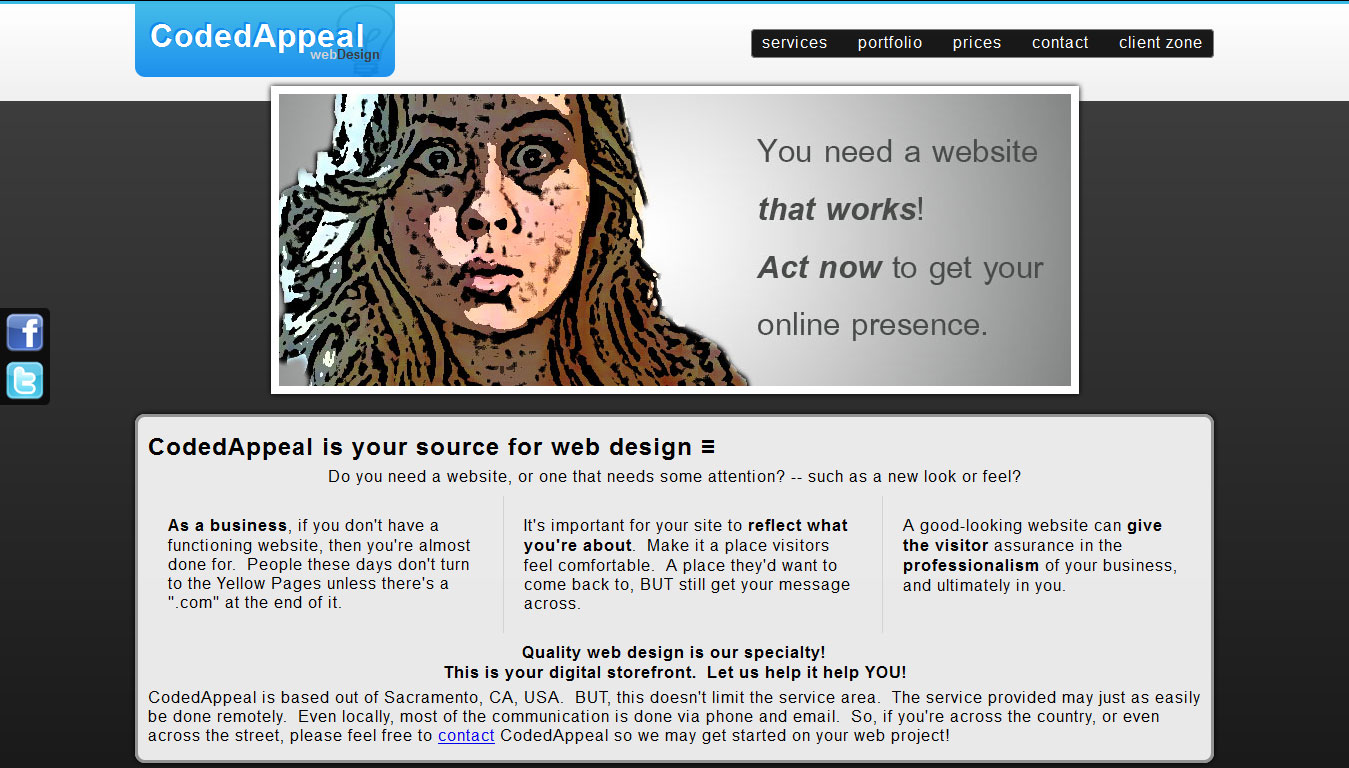 CodedAppeal
webDesign
services portfolio prices contact client zone
You need a website
that works!
Act now to get your
online presence.
f
t
CodedAppeal is your source for web design ≡
Do you need a website, or one that needs some attention? -- such as a new look or feel?
As a business, if you don't have a
functioning website, then you're almost
done for.  People these days don't turn
to the Yellow Pages unless there's a
".com" at the end of it.
It's important for your site to reflect what
you're about.  Make it a place visitors
feel comfortable.  A place they'd want to
come back to, BUT still get your message
across.
A good-looking website can give
the visitor assurance in the
professionalism of your business,
and ultimately in you.
Quality web design is our specialty!
This is your digital storefront.  Let us help it help YOU!
CodedAppeal is based out of Sacramento, CA, USA.  BUT, this doesn't limit the service area.  The service provided may just as easily
be done remotely.  Even locally, most of the communication is done via phone and email.  So, if you're across the country, or even
across the street, please feel free to contact CodedAppeal so we may get started on your web project!